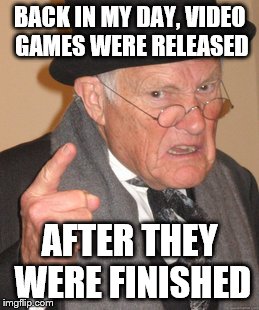 BACK IN MY DAY, VIDEO
GAMES WERE RELEASED
AFTER THEY
WERE FINISHED
imgflip.com